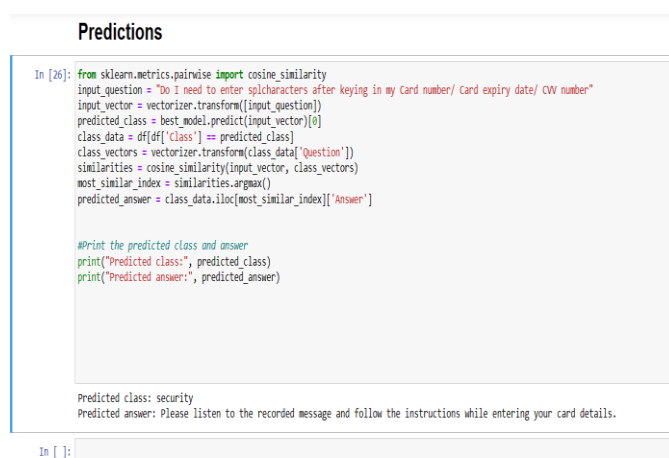 Predictions
In [26]: from sklearn.metrics.pairwise import cosine_similarity
input_question = "Do I need to enter splcharacters after keying in my Card number/ Card expiry date/ CVV number"
input_vector = vectorizer.transform([input_question])
predicted_class = best_model.predict(input_vector)[0]
class_data = df[df['Class'] == predicted_class]
class_vectors = vectorizer.transform(class_data['Question'])
similarities = cosine_similarity(input_vector, class_vectors)
most_similar_index = similarities.argmax()
predicted_answer = class_data.iloc[most_similar_index]['Answer']
#Print the predicted class and answer
print("Predicted class:", predicted_class)
print("Predicted answer:", predicted_answer)
Predicted class: security
Predicted answer: Please listen to the recorded message and follow the instructions while entering your card details.
In [ ]: